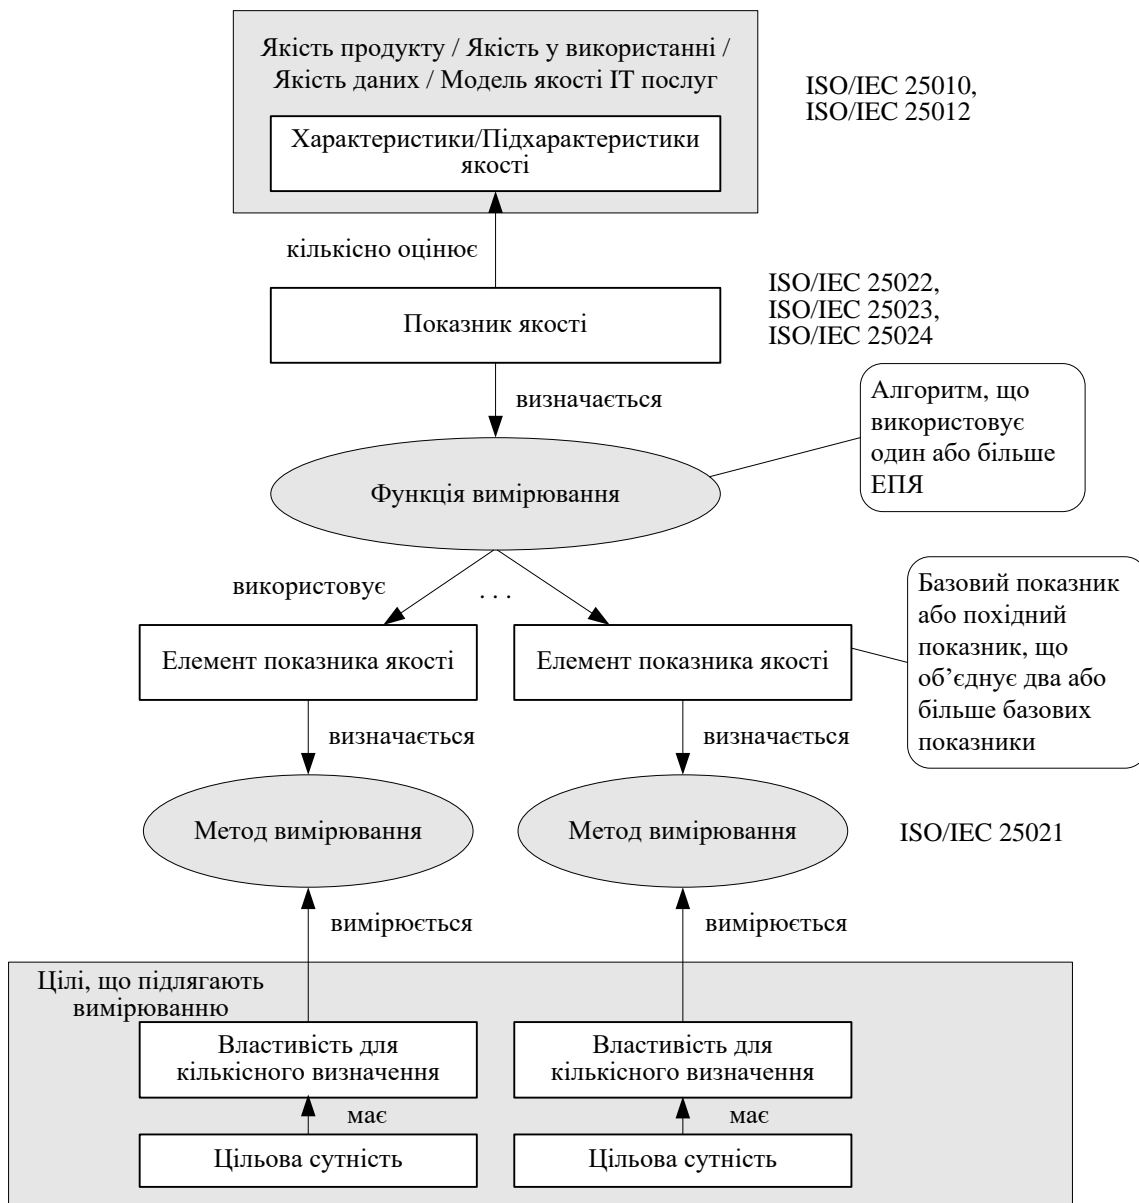 Якість продукту / Якість у використанні /
Якість даних / Модель якості ІТ послуг
Характеристики/Підхарактеристики
якості
ISO/IEC 25010,
ISO/IEC 25012
кількісно оцінює
Показник якості
ISO/IEC 25022,
ISO/IEC 25023,
ISO/IEC 25024
визначається
Функція вимірювання
Алгоритм, що
використовує
один або більше
ЕПЯ
використовує
. . .
Елемент показника якості
Елемент показника якості
Базовий показник
або похідний
показник, що
об’єднує два або
більше базових
показники
визначається
визначається
Метод вимірювання
Метод вимірювання
ISO/IEC 25021
вимірюється
вимірюється
Цілі, що підлягають
вимірюванню
Властивість для
кількісного визначення
Властивість для
кількісного визначення
має
має
Цільова сутність
Цільова сутність